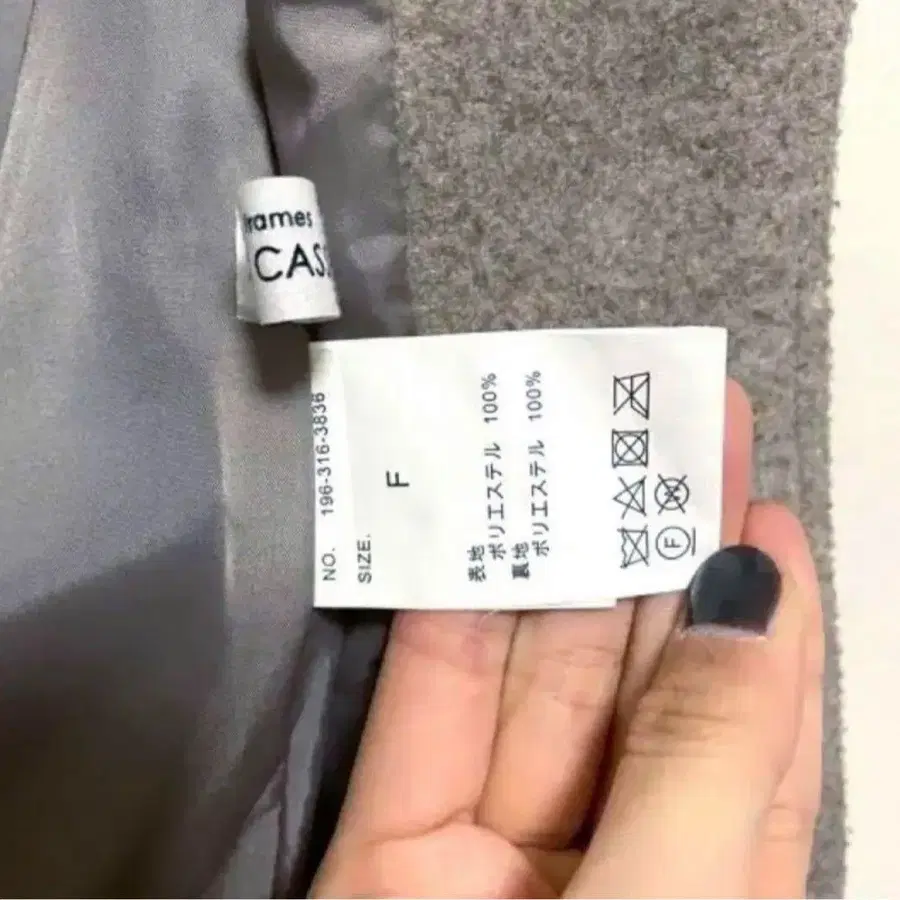 frames
NO. 196-316-3836
SIZE.
F
表地
ポリエステル 100%
裏地
ポリエステル 100%
F
W